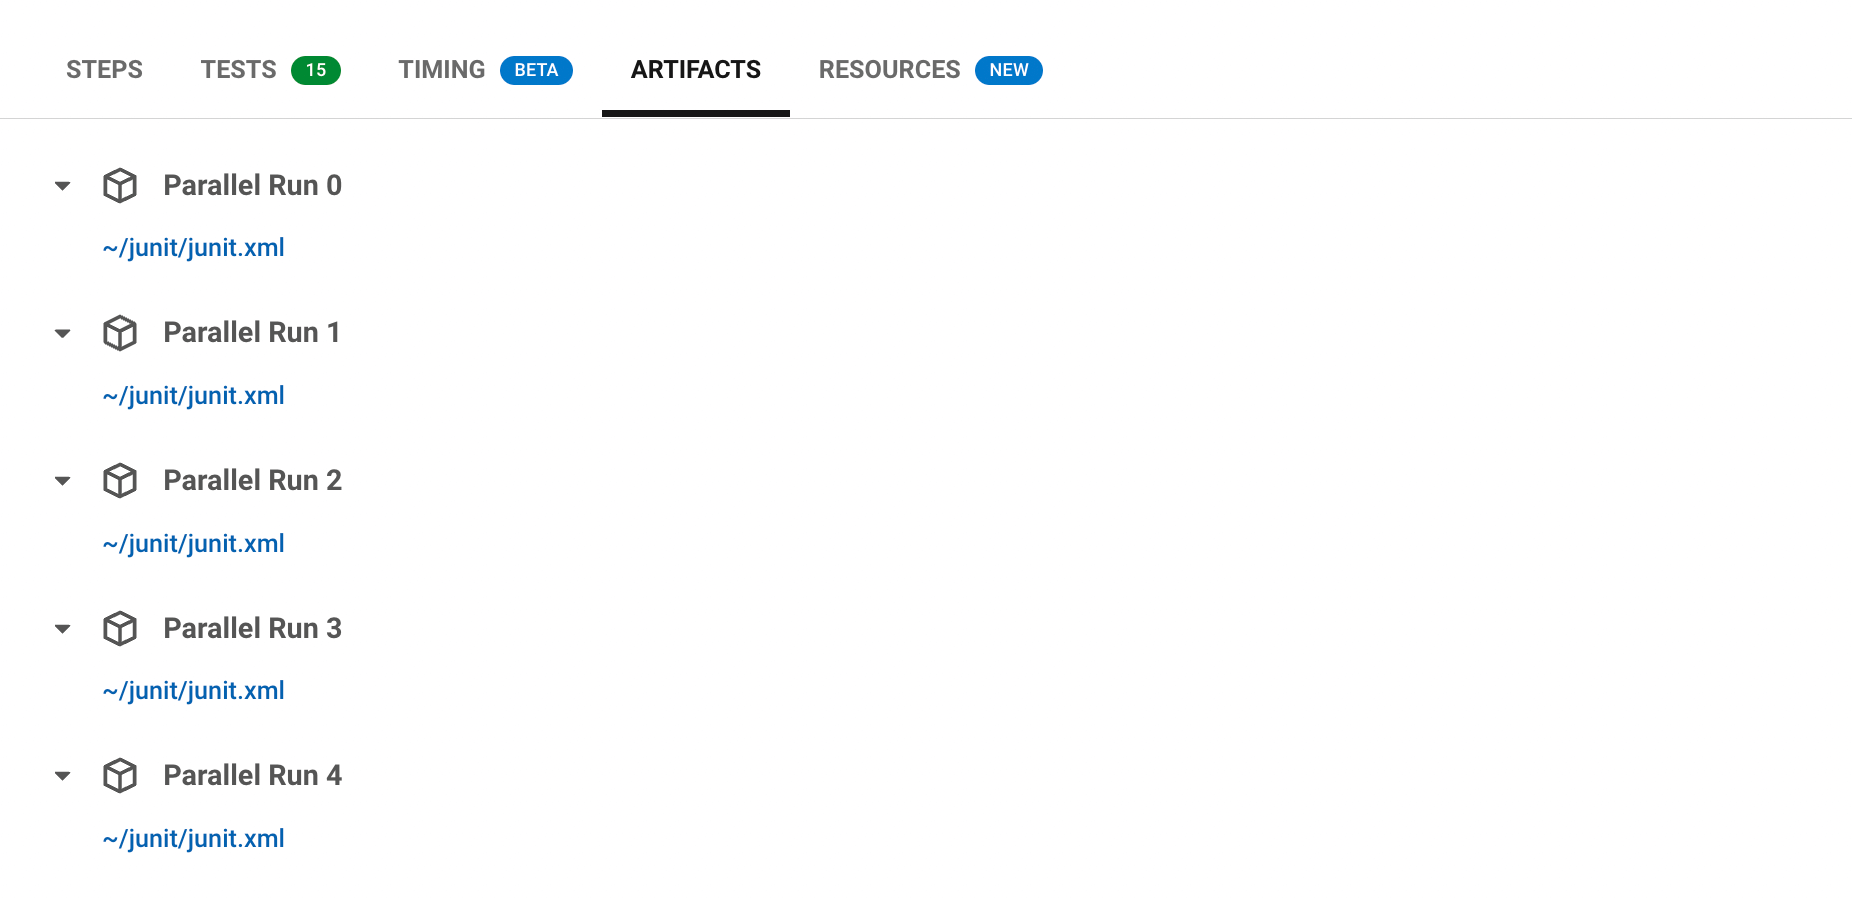 STEPS TESTS 15 TIMING BETA ARTIFACTS RESOURCES NEW
Parallel Run 0
~/junit/junit.xml
Parallel Run 1
~/junit/junit.xml
Parallel Run 2
~/junit/junit.xml
Parallel Run 3
~/junit/junit.xml
Parallel Run 4
~/junit/junit.xml